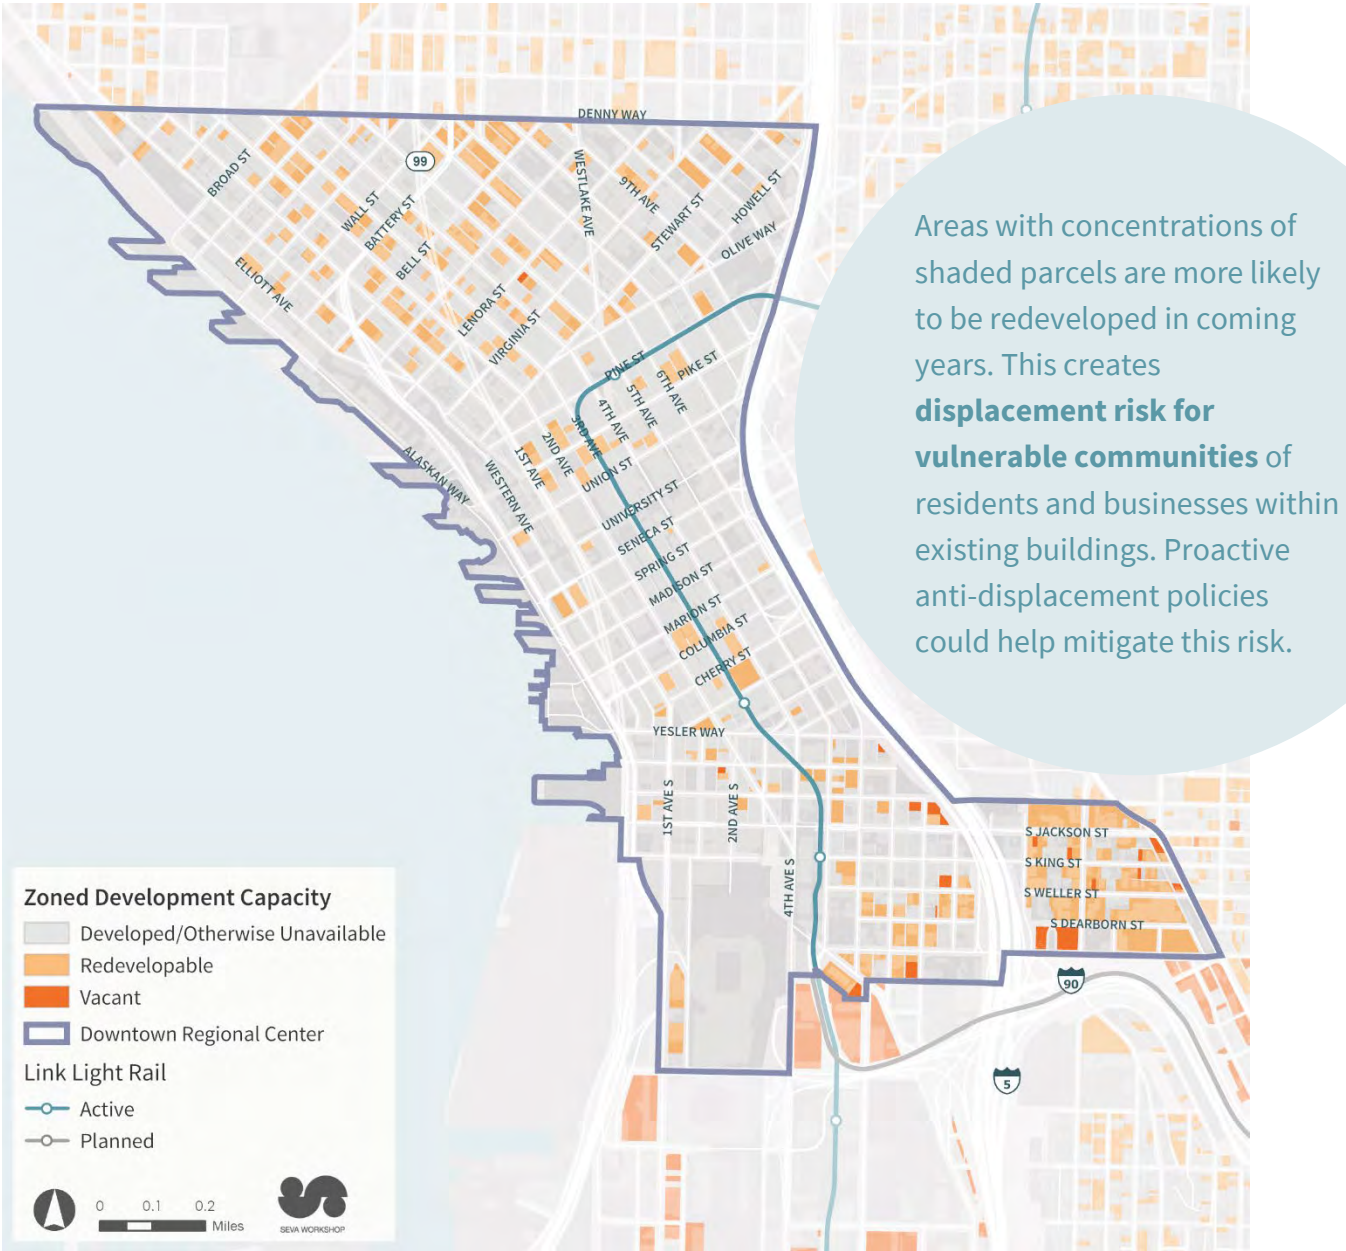 DENNY WAY
99
BROAD ST
WALL ST
BATTERY ST
BELL ST
WESTLAKE AVE
9TH AVE
STEWART ST
HOWELL ST
OLIVE WAY
ELLIOTT AVE
LENORA ST
VIRGINIA ST
PINE ST
PIKE ST
6TH AVE
5TH AVE
4TH AVE
3RD AVE
2ND AVE
1ST AVE
UNION ST
ALASKAN WAY
WESTERN AVE
UNIVERSITY ST
SENECA ST
SPRING ST
MADISON ST
MARION ST
COLUMBIA ST
CHERRY ST
YESLER WAY
1ST AVE S
2ND AVE S
4TH AVE S
S JACKSON ST
S KING ST
S WELLER ST
S DEARBORN ST
90
5
Areas with concentrations of
shaded parcels are more likely
to be redeveloped in coming
years. This creates
displacement risk for
vulnerable communities of
residents and businesses within
existing buildings. Proactive
anti-displacement policies
could help mitigate this risk.
Zoned Development Capacity
Developed/Otherwise Unavailable
Redevelopable
Vacant
Downtown Regional Center
Link Light Rail
Active
Planned
0 0.1 0.2
Miles
SEVA WORKSHOP